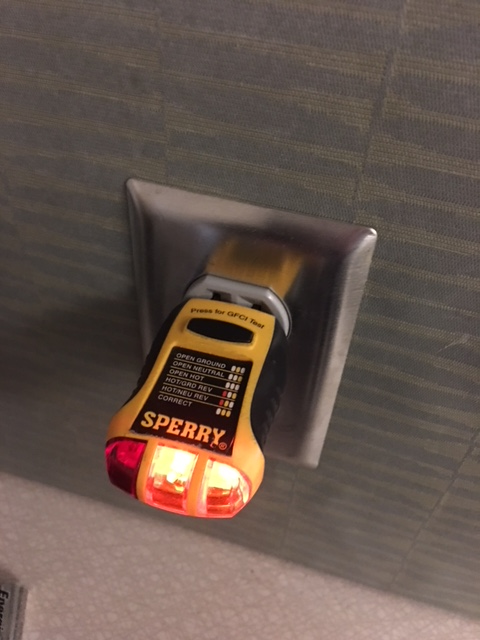 Press for GFCI Test
OPEN GROUND
OPEN NEUTRAL
OPEN HOT
HOT/GRD REV
HOT/NEU REV
CORRECT
SPERRY®